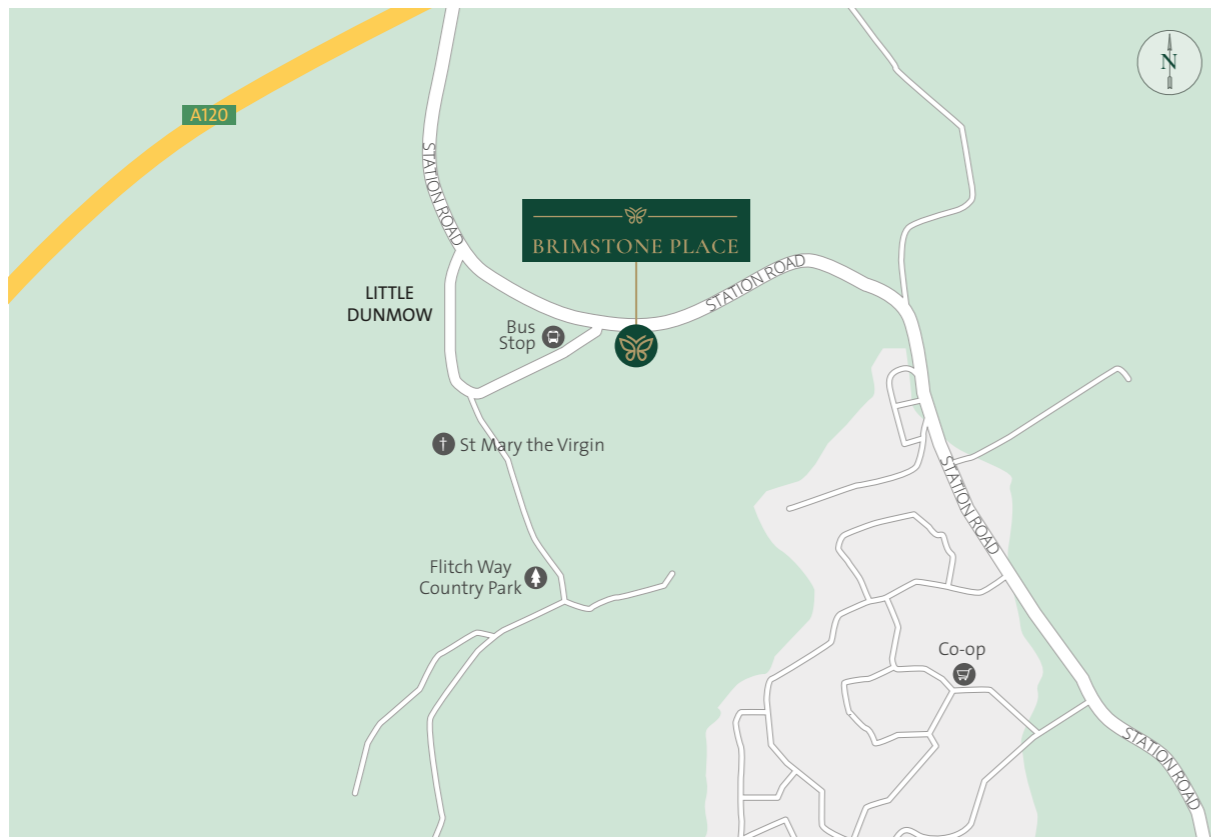 N
A120
STATION ROAD
BRIMSTONE PLACE
STATION ROAD
LITTLE
DUNMOW
Bus
Stop
St Mary the Virgin
STATION ROAD
Flitch Way
Country Park
Co-op
STATION ROAD